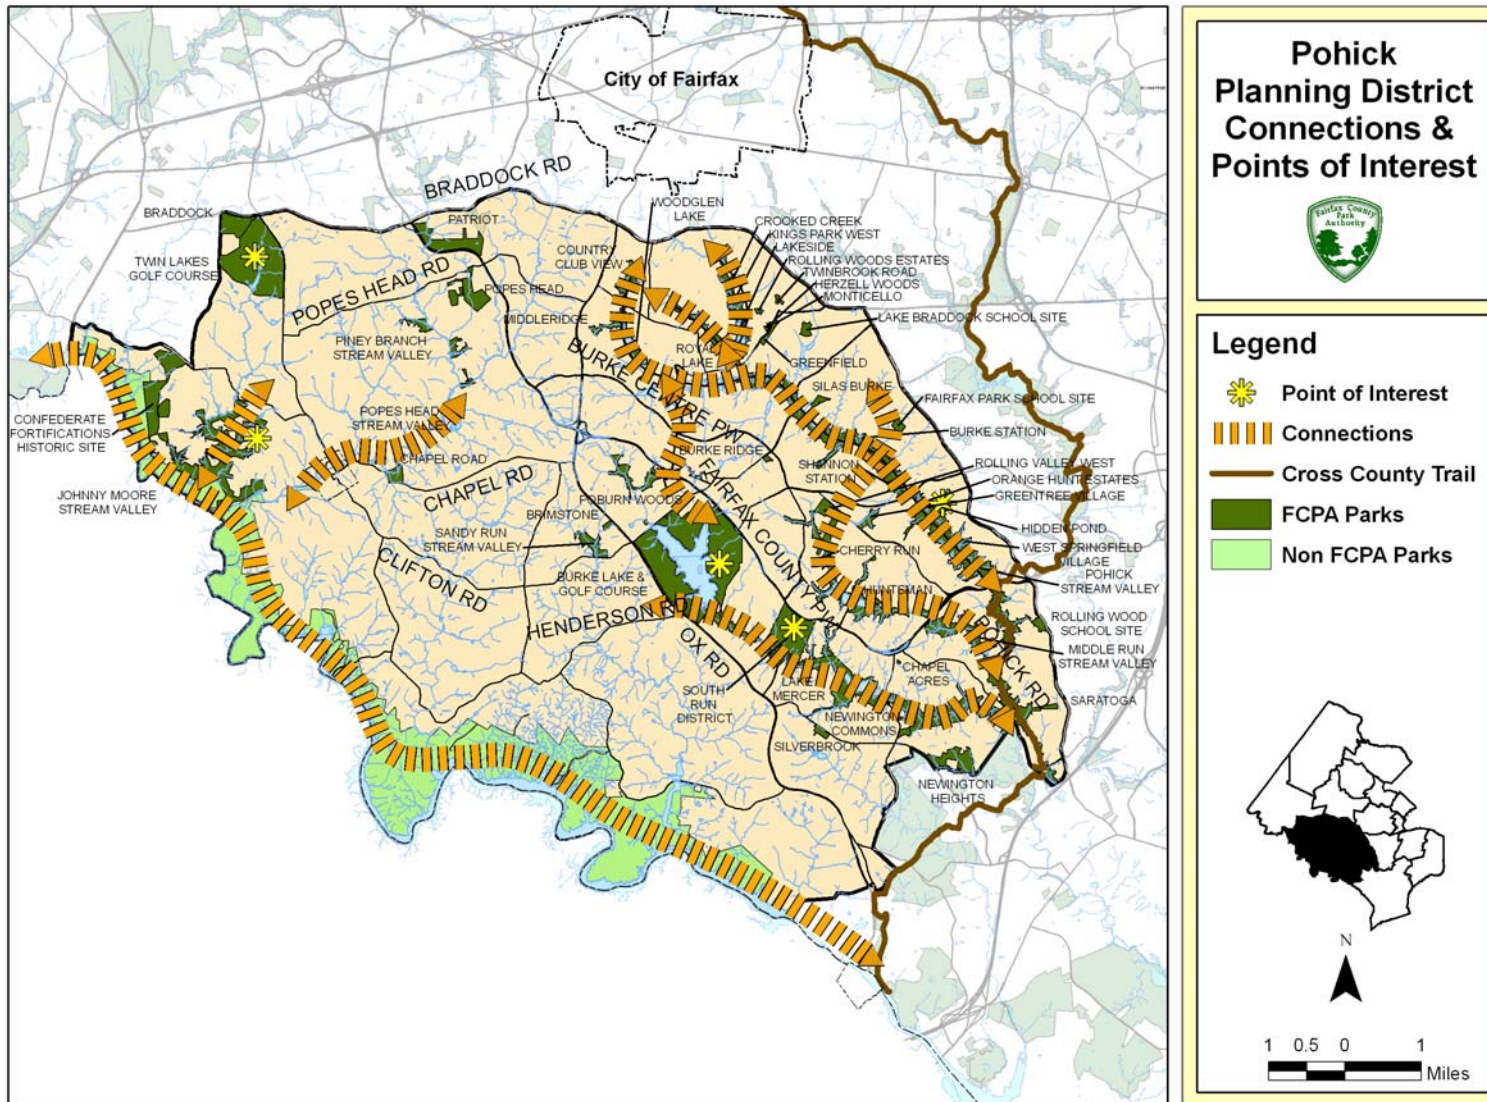 City of Fairfax
BRADDOCK RD
WOODGLEN
LAKE
BRADDOCK
PATRIOT
CROOKED CREEK
KINGS PARK WEST
LAKESIDE
ROLLING WOODS ESTATES
TWINBROOK ROAD
HERZELL WOODS
MONTICELLO
COUNTRY
CLUB VIEW
TWIN LAKES
GOLF COURSE
POPES HEAD RD
POPES HEAD
MIDDLERIDGE
LAKE BRADDOCK SCHOOL SITE
PINEY BRANCH
STREAM VALLEY
ROYAL
LAKE
GREENFIELD
BURKE CENTRE PW
SILAS BURKE
FAIRFAX PARK SCHOOL SITE
CONFEDERATE
FORTIFICATIONS
HISTORIC SITE
POPES HEAD
STREAM VALLEY
BURKE STATION
BURKE RIDGE
CHAPEL ROAD
SHANNON
STATION
ROLLING VALLEY WEST
ORANGE HUNT ESTATES
GREENTREE VILLAGE
JOHNNY MOORE
STREAM VALLEY
CHAPEL RD
FAIRFAX COUNTY PW
POBURN WOODS
BRIMSTONE
HIDDEN POND
SANDY RUN
STREAM VALLEY
CHERRY RUN
WEST SPRINGFIELD
VILLAGE
POHICK
STREAM VALLEY
CLIFTON RD
BURKE LAKE &
GOLF COURSE
HUNTSMAN
HENDERSON RD
OX RD
POHICK RD
ROLLING WOOD
SCHOOL SITE
MIDDLE RUN
STREAM VALLEY
CHAPEL
ACRES
SOUTH
RUN
DISTRICT
LAKE
MERCER
SARATOGA
NEWINGTON
COMMONS
SILVERBROOK
NEWINGTON
HEIGHTS
Pohick
Planning District
Connections &
Points of Interest
Fairfax County
Park
Authority
Legend
Point of Interest
Connections
Cross County Trail
FCPA Parks
Non FCPA Parks
N
1 0.5 0 1
Miles